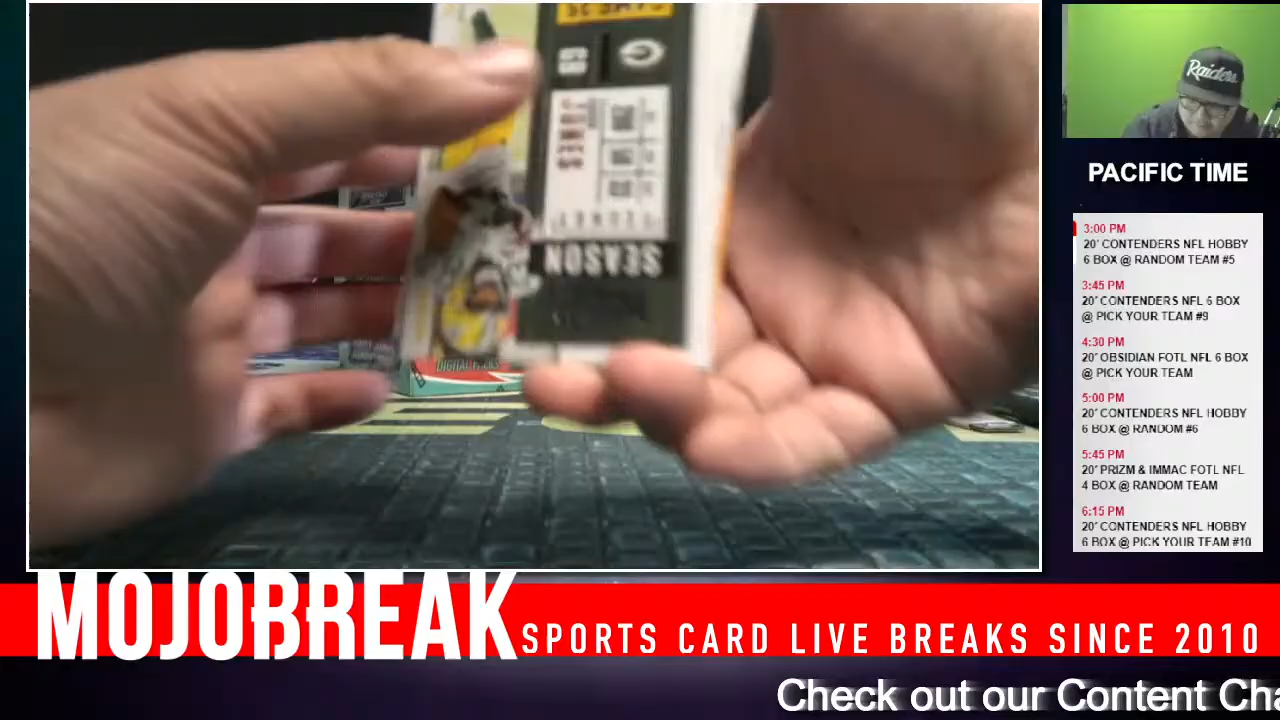 SEASON
DIGITAL PACKS
Raiders
PACIFIC TIME
3:00 PM
20' CONTENDERS NFL HOBBY
6 BOX @ RANDOM TEAM #5
3:45 PM
20' CONTENDERS NFL 6 BOX
@ PICK YOUR TEAM #9
4:30 PM
20' OBSIDIAN FOTL NFL 6 BOX
@ PICK YOUR TEAM
5:00 PM
20' CONTENDERS NFL HOBBY
6 BOX @ RANDOM #6
5:45 PM
20' PRIZM & IMMAC FOTL NFL
4 BOX @ RANDOM TEAM
6:15 PM
20' CONTENDERS NFL HOBBY
6 BOX @ PICK YOUR TEAM #10
MOJOBREAK
SPORTS CARD LIVE BREAKS SINCE 2010
Check out our Content Cha